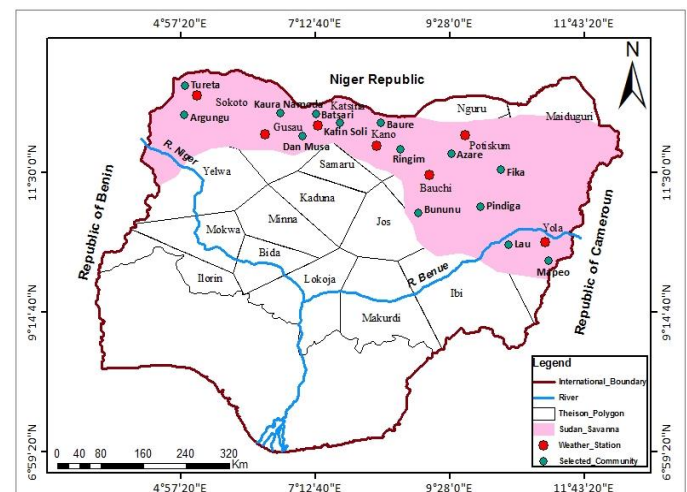 4°57'20"E 7°12'40"E 9°28'0"E 11°43'20"E
N
Niger Republic
Tureta
Sokoto
Kaura Namoda
Katsina
Batsari
Nguru
Maiduguri
Argungu
Gusau
Kafin Soli
Baure
Kano
Potiskum
Dan Musa
Ringim
Azare
R. Niger
Samaru
Fika
Yelwa
Bauchi
11°30'0"N
11°30'0"N
Kaduna
Republic of Benin
Minna
Jos
Bununu
Pindiga
Mokwa
Yola
Bida
Lau
Republic of Cameroun
Ilorin
Lokoja
R. Benue
Mapeo
Ibi
9°14'40"N
9°14'40"N
Makurdi
Legend
International_Boundary
River
Theison_Polygon
Sudan_Savanna
Weather_Station
Selected_Community
0 40 80 160 240 320
Km
6°59'20"N
6°59'20"N
4°57'20"E 7°12'40"E 9°28'0"E 11°43'20"E